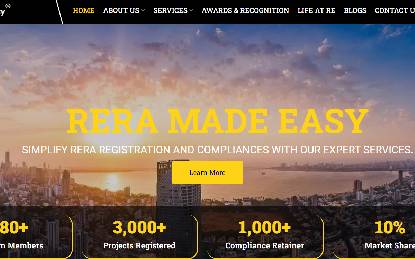 HOME ABOUT US SERVICES AWARDS & RECOGNITION LIFE AT RE BLOGS CONTACT
RERA MADE EASY
SIMPLIFY RERA REGISTRATION AND COMPLIANCES WITH OUR EXPERT SERVICES.
Learn More
80+ 3,000+ 1,000+ 10%
Members Projects Registered Compliance Retainer Market Share